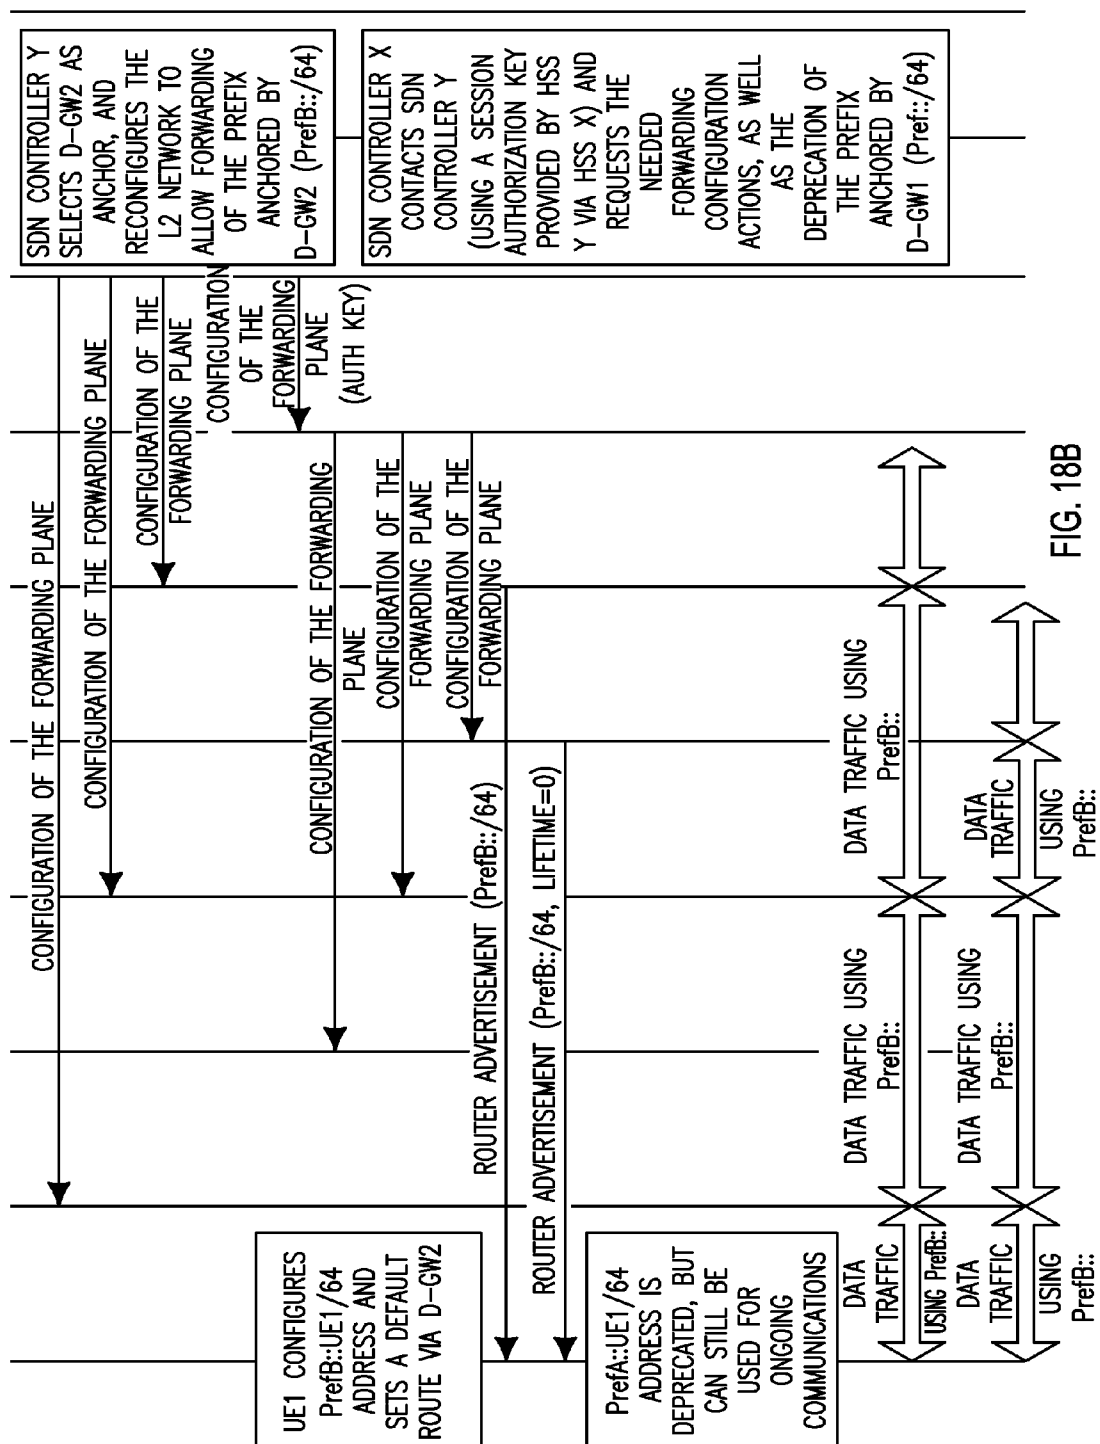 SDN CONTROLLER Y
SELECTS D-GW2 AS
ANCHOR, AND
RECONFIGURES THE
L2 NETWORK TO
ALLOW FORWARDING
OF THE PREFIX
ANCHORED BY
D-GW2 (PrefB::/64)
SDN CONTROLLER X
CONTACTS SDN
CONTROLLER Y
(USING A SESSION
AUTHORIZATION KEY
PROVIDED BY HSS
Y VIA HSS X) AND
REQUESTS THE
NEEDED
FORWARDING
CONFIGURATION
ACTIONS, AS WELL
AS THE
DEPRECATION OF
THE PREFIX
ANCHORED BY
D-GW1 (Pref::/64)
CONFIGURATION OF THE FORWARDING PLANE
CONFIGURATION OF THE FORWARDING PLANE
CONFIGURATION OF THE
FORWARDING PLANE
CONFIGURATION
OF THE
FORWARDING
PLANE
(AUTH KEY)
CONFIGURATION OF THE FORWARDING
PLANE
CONFIGURATION OF THE
FORWARDING PLANE
CONFIGURATION OF THE
FORWARDING PLANE
ROUTER ADVERTISEMENT (PrefB::/64)
ROUTER ADVERTISEMENT (PrefB::/64, LIFETIME=0)
UE1 CONFIGURES
PrefB::UE1/64
ADDRESS AND
SETS A DEFAULT
ROUTE VIA D-GW2
PrefA::UE1/64
ADDRESS IS
DEPRECATED, BUT
CAN STILL BE
USED FOR
ONGOING
COMMUNICATIONS
DATA
TRAFFIC
USING PrefB::
DATA TRAFFIC USING
PrefB::
DATA TRAFFIC USING
PrefB::
DATA
TRAFFIC
USING
PrefB::
DATA TRAFFIC USING
PrefB::
DATA
TRAFFIC
USING
PrefB::
FIG. 18B